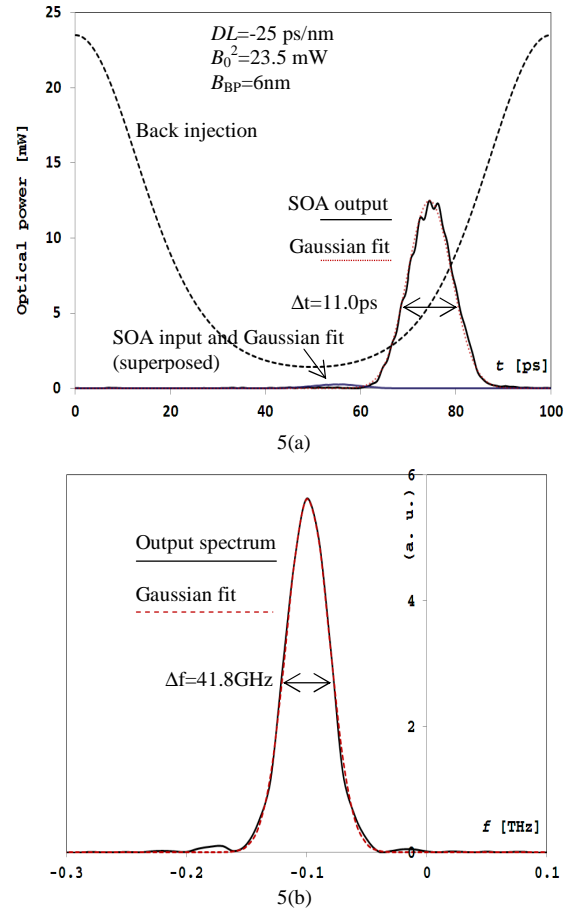 25
20
15
10
5
0
Optical power [mW]
DL=-25 ps/nm
B₀²=23.5 mW
B_BP=6nm
Back injection
SOA output
Gaussian fit
Δt=11.0ps
SOA input and Gaussian fit
(superposed)
t [ps]
0 20 40 60 80 100
5(a)
6
(a. u.)
Output spectrum
Gaussian fit
4
Δf=41.8GHz
2
f [THz]
0
-0.3 -0.2 -0.1 0 0.1
5(b)